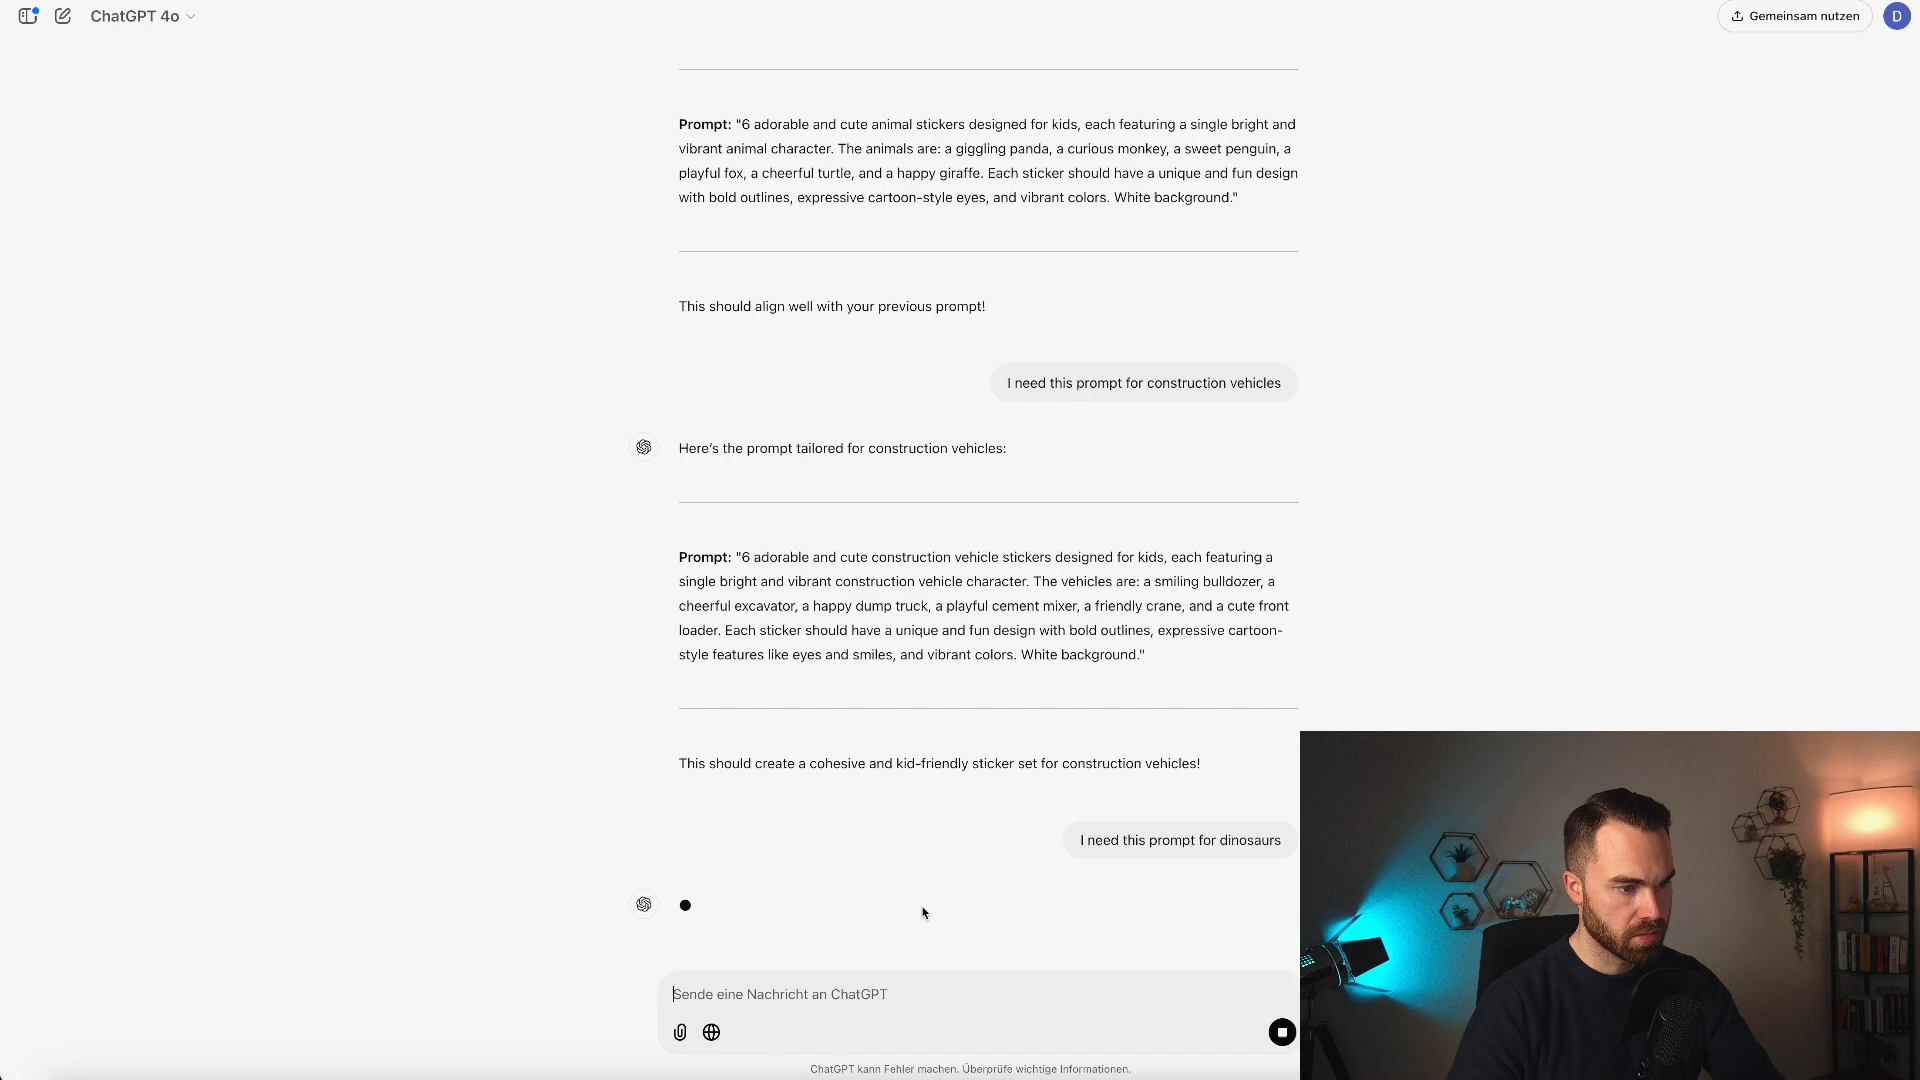 ChatGPT 4o
Gemeinsam nutzen
D
Prompt: "6 adorable and cute animal stickers designed for kids, each featuring a single bright and
vibrant animal character. The animals are: a giggling panda, a curious monkey, a sweet penguin, a
playful fox, a cheerful turtle, and a happy giraffe. Each sticker should have a unique and fun design
with bold outlines, expressive cartoon-style eyes, and vibrant colors. White background."
This should align well with your previous prompt!
I need this prompt for construction vehicles
Here's the prompt tailored for construction vehicles:
Prompt: "6 adorable and cute construction vehicle stickers designed for kids, each featuring a
single bright and vibrant construction vehicle character. The vehicles are: a smiling bulldozer, a
cheerful excavator, a happy dump truck, a playful cement mixer, a friendly crane, and a cute front
loader. Each sticker should have a unique and fun design with bold outlines, expressive cartoon-
style features like eyes and smiles, and vibrant colors. White background."
This should create a cohesive and kid-friendly sticker set for construction vehicles!
I need this prompt for dinosaurs
Sende eine Nachricht an ChatGPT
ChatGPT kann Fehler machen. Überprüfe wichtige Informationen.